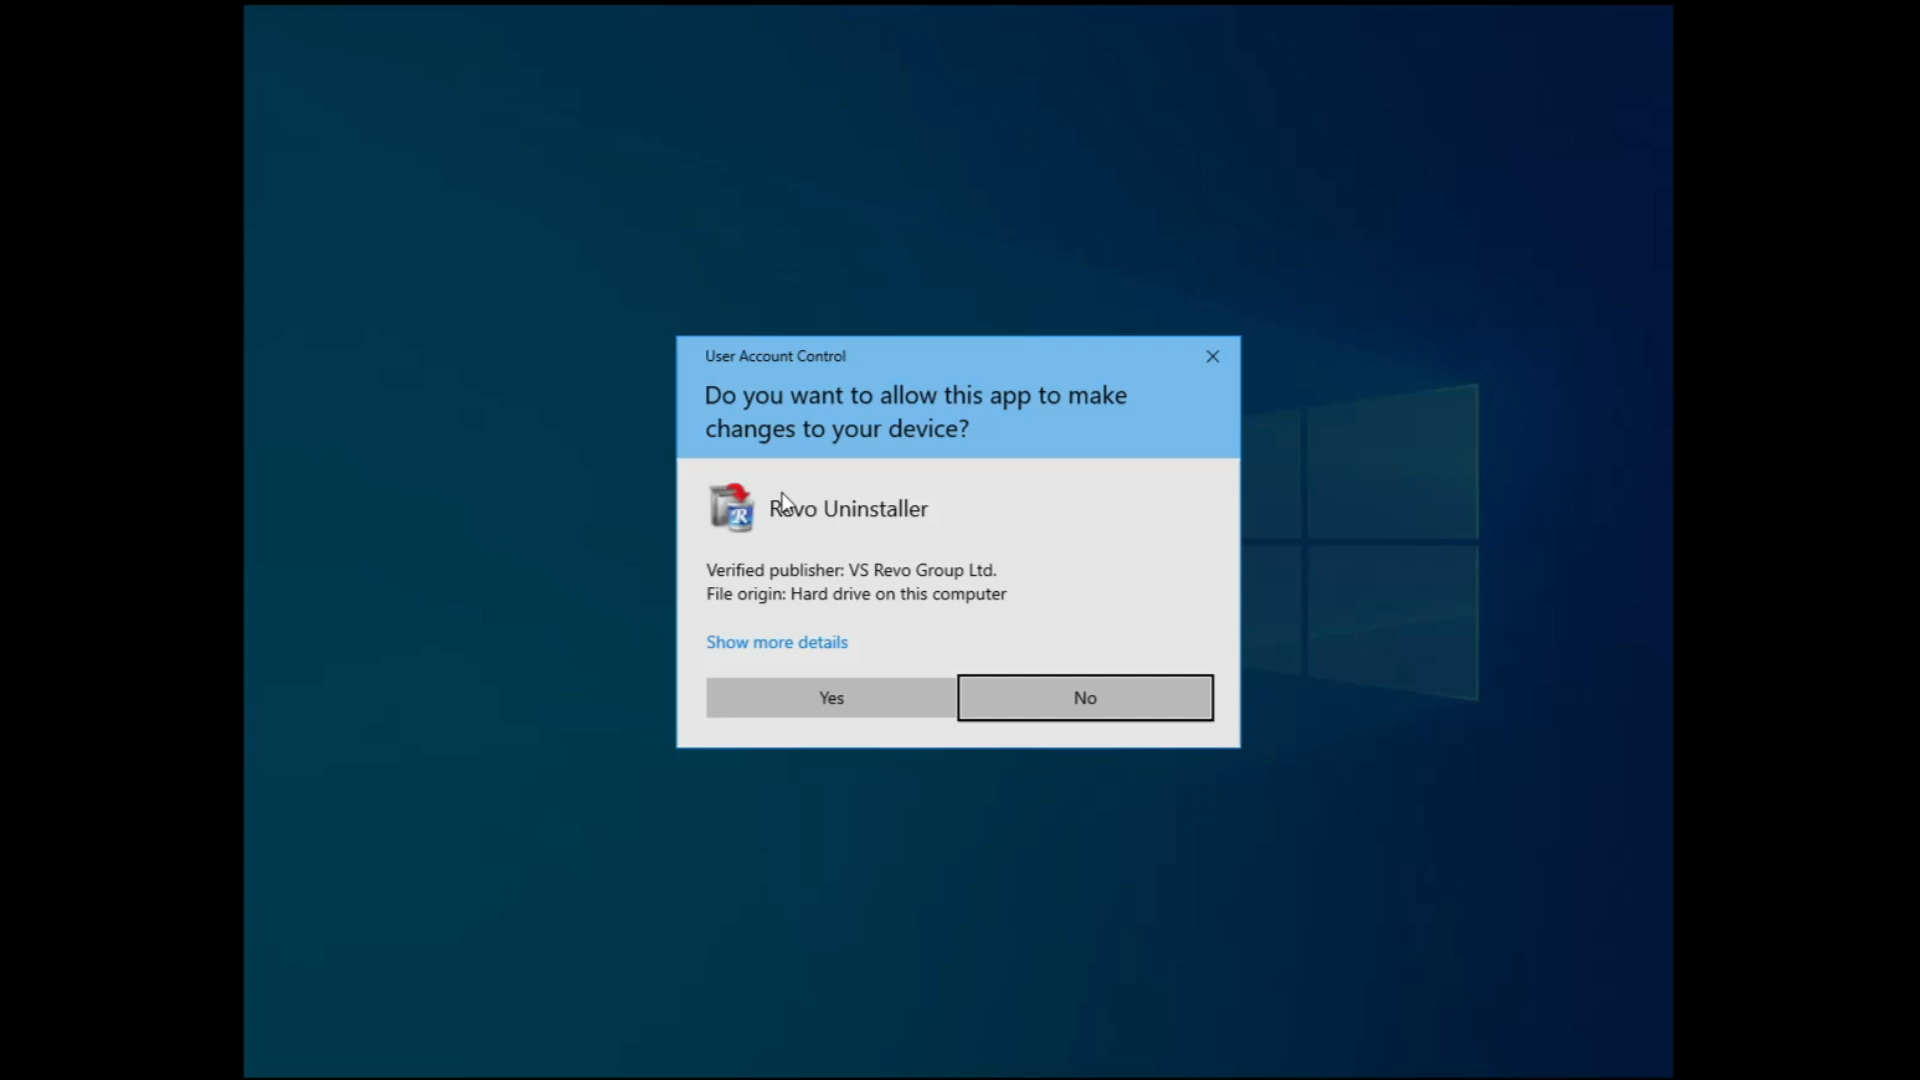 User Account Control
Do you want to allow this app to make
changes to your device?
Revo Uninstaller
Verified publisher: VS Revo Group Ltd.
File origin: Hard drive on this computer
Show more details
Yes
No